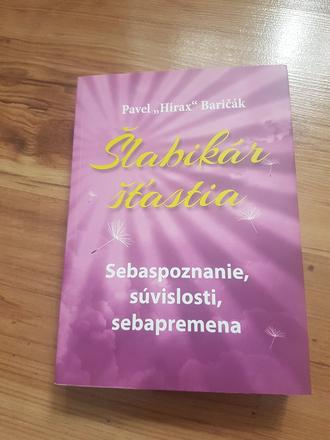 Pavel „Hirax“ Baričák
Šlabikár
šťastia
Sebaspoznanie,
súvislosti,
sebapremena